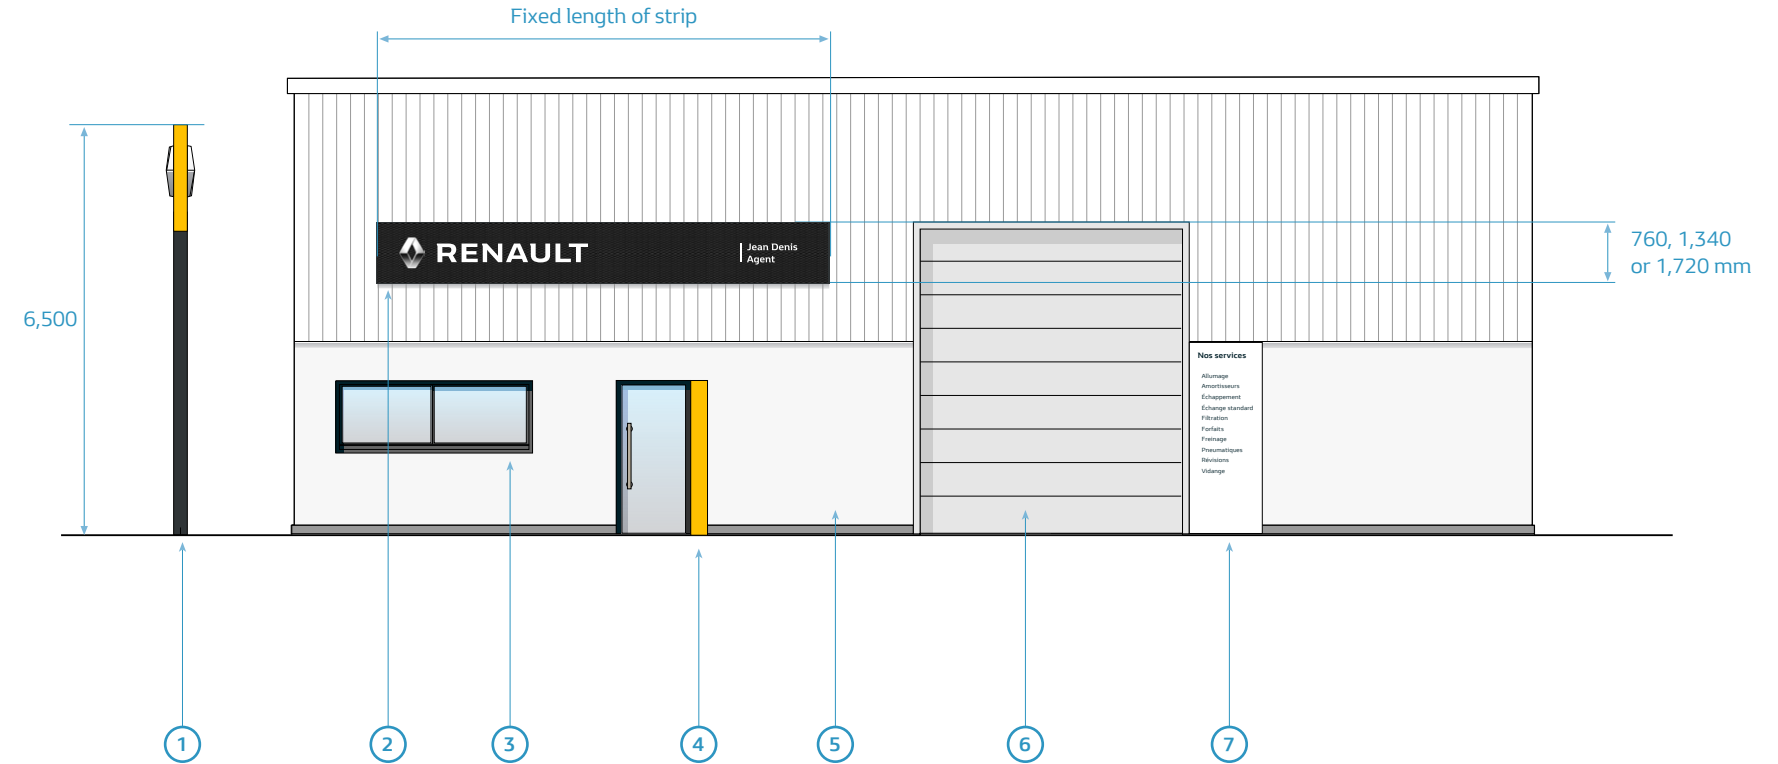 Fixed length of strip
RENAULT
Jean Denis
Agent
760, 1,340
or 1,720 mm
6,500
Nos services
Allumage
Amortisseurs
Échappement
Échange standard
Filtration
Forfaits
Freinage
Pneumatiques
Révisions
Vidange
1
2
3
4
5
6
7